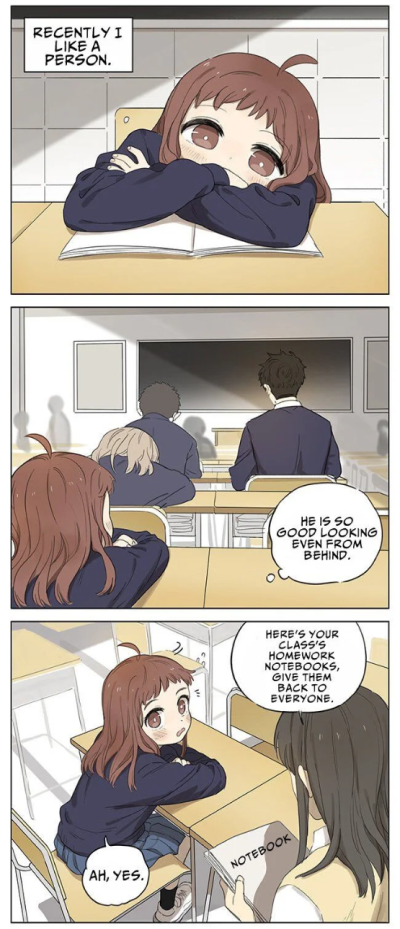 RECENTLY I
LIKE A
PERSON.
HE IS SO
GOOD LOOKING
EVEN FROM
BEHIND.
HERE'S YOUR
CLASS'S
HOMEWORK
NOTEBOOKS,
GIVE THEM
BACK TO
EVERYONE.
AH, YES.
NOTEBOOK